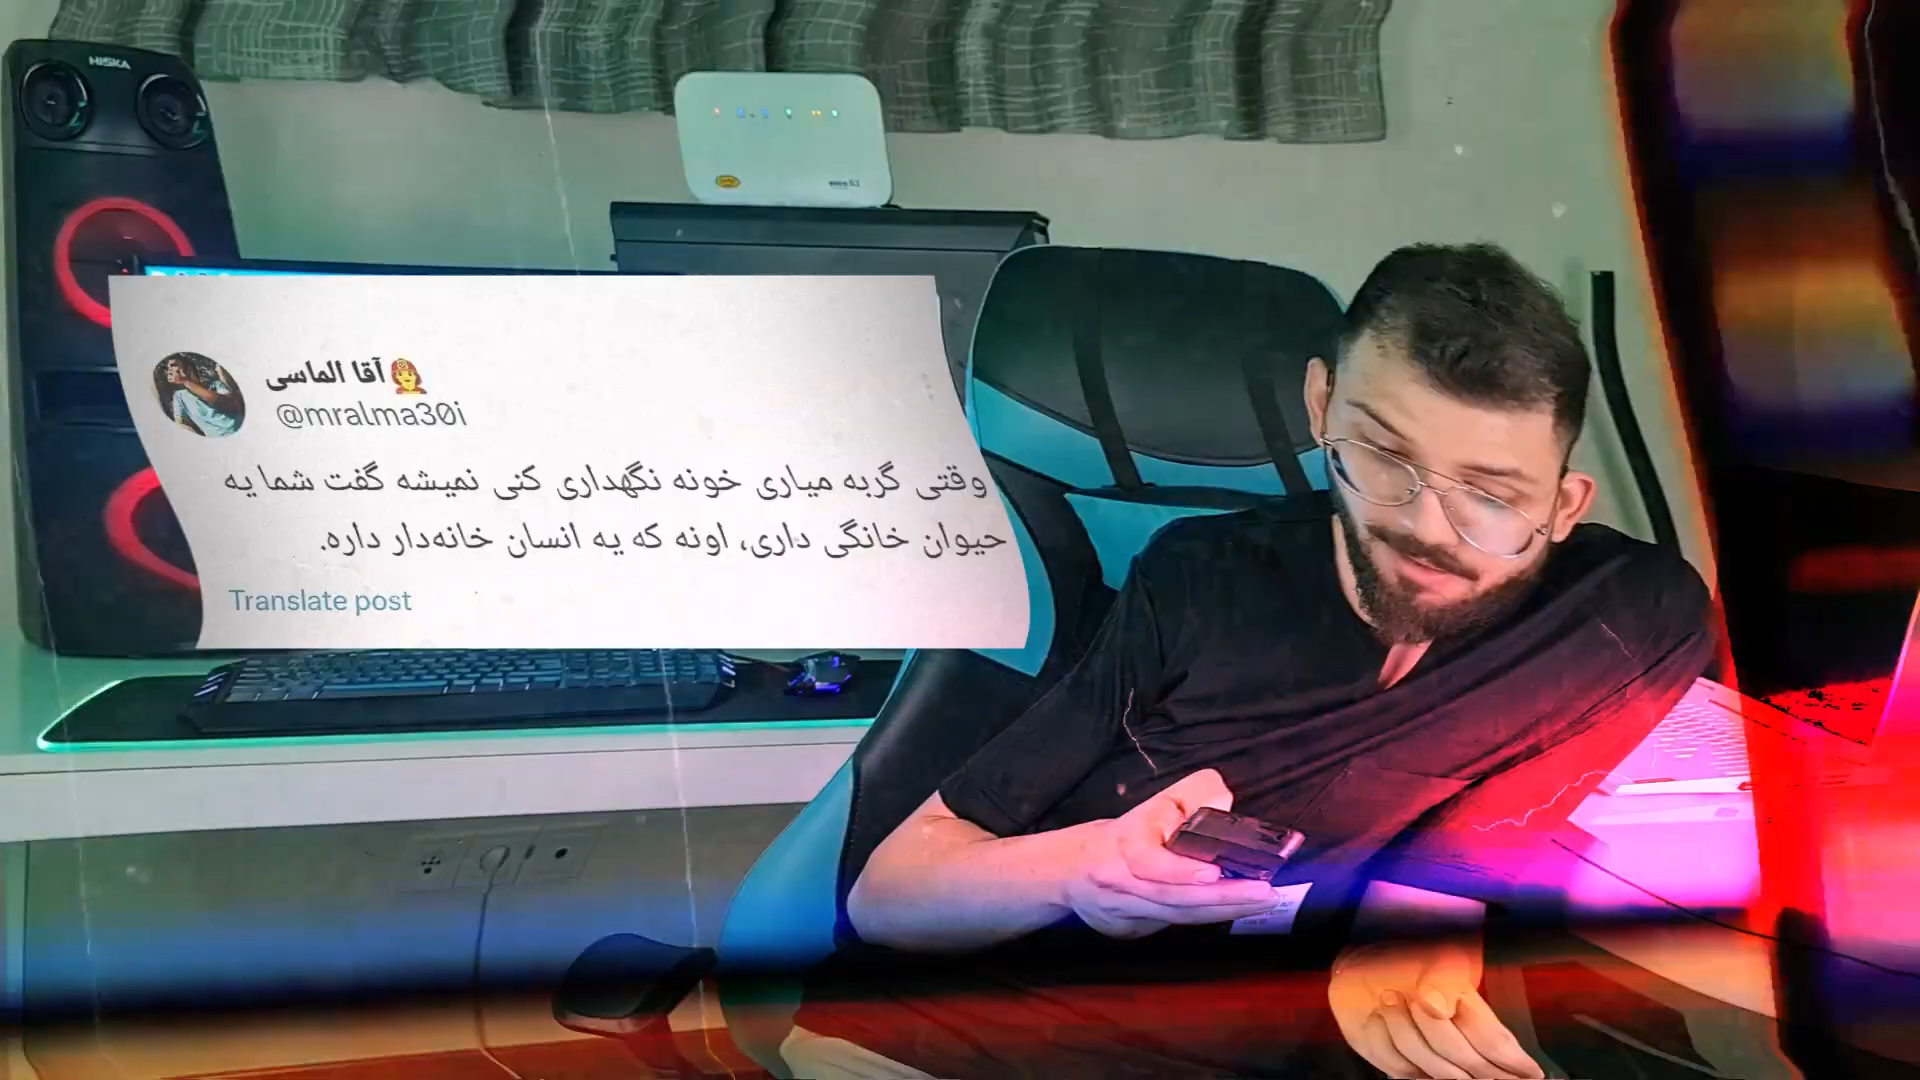 HISKA
آقا الماسی
@mralma30i
وقتی گربه میاری خونه نگهداری کنی نمیشه گفت شما یه
حیوان خانگی داری، اونه که یه انسان خانه‌دار داره.
Translate post